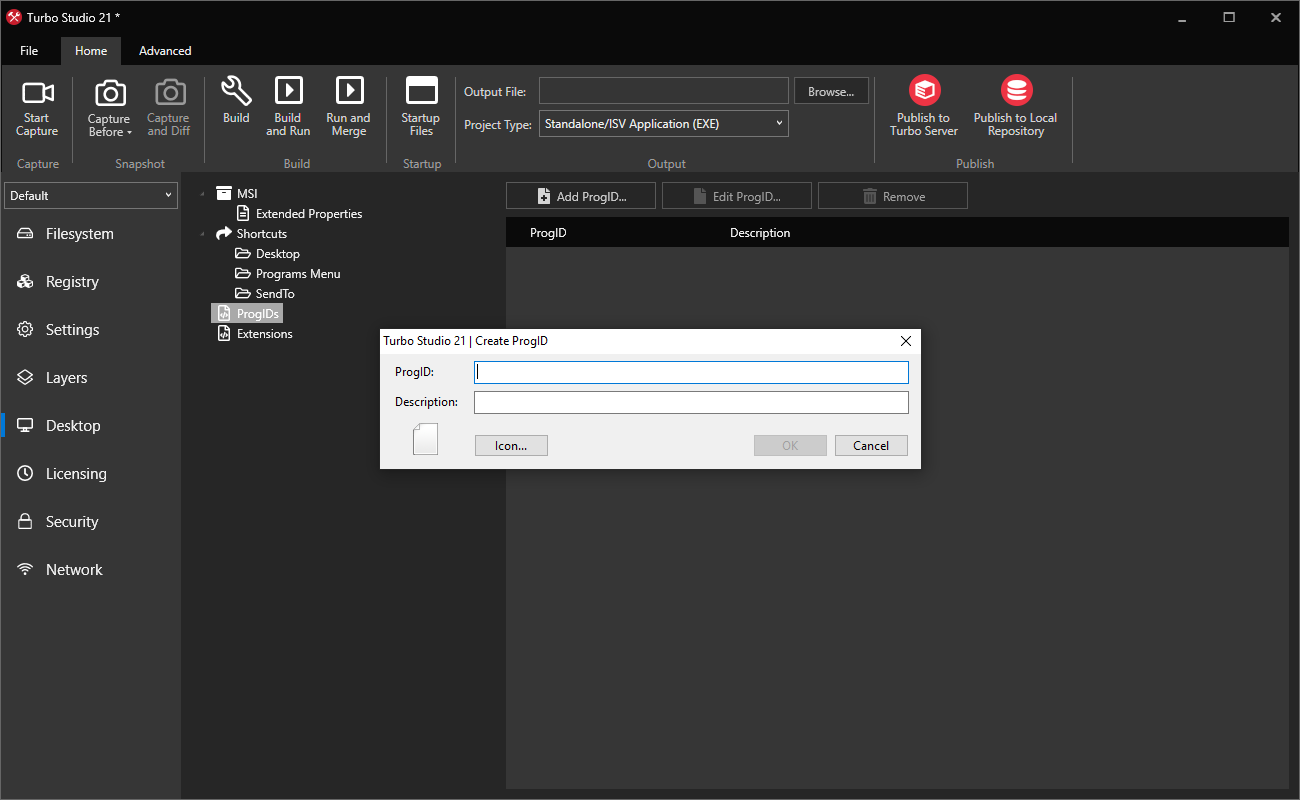 Turbo Studio 21 *
File
Home
Advanced
Start
Capture
Capture
Before
Capture
and Diff
Build
Build
and Run
Run and
Merge
Startup
Files
Output File:
Browse...
Project Type:
Standalone/ISV Application (EXE)
Publish to
Turbo Server
Publish to Local
Repository
Capture
Snapshot
Build
Startup
Output
Publish
Default
Filesystem
Registry
Settings
Layers
Desktop
Licensing
Security
Network
MSI
Extended Properties
Shortcuts
Desktop
Programs Menu
SendTo
ProgIDs
Extensions
Add ProgID...
Edit ProgID...
Remove
ProgID
Description
Turbo Studio 21 | Create ProgID
ProgID:
Description:
Icon...
OK
Cancel